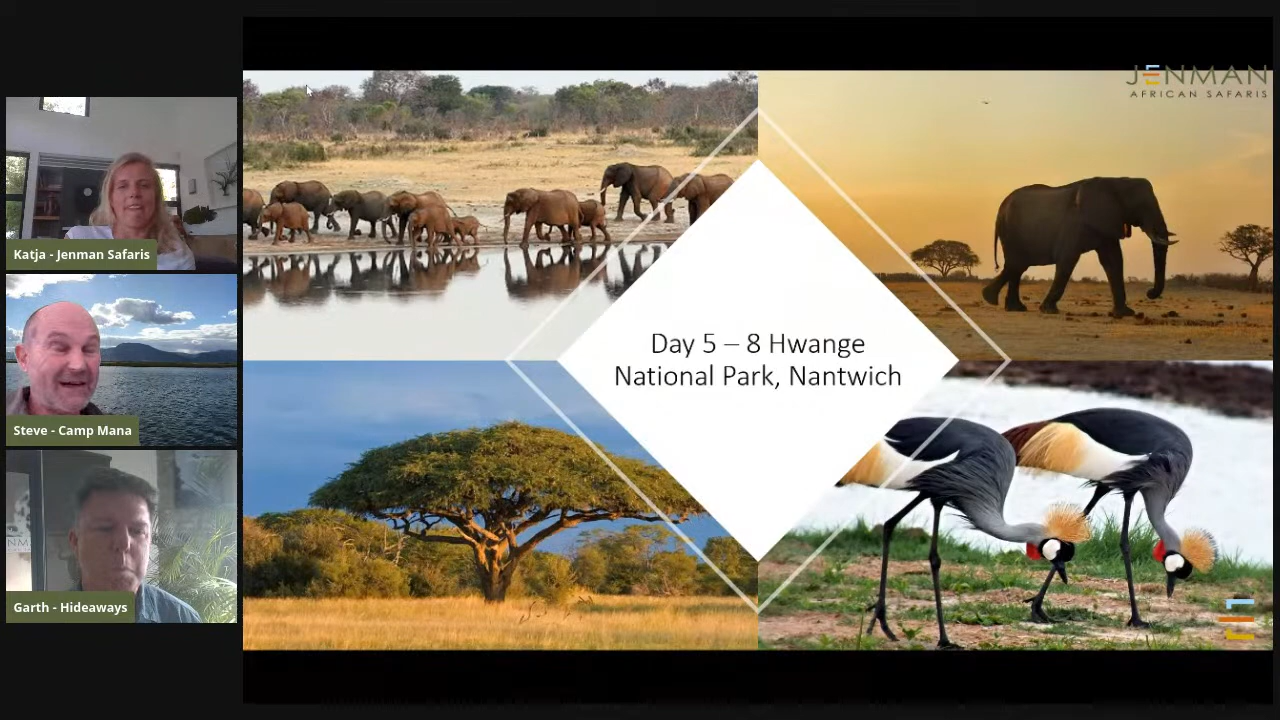 JENMAN
AFRICAN SAFARIS
Katja - Jenman Safaris
Steve - Camp Mana
Garth - Hideaways
Day 5 – 8 Hwange
National Park, Nantwich